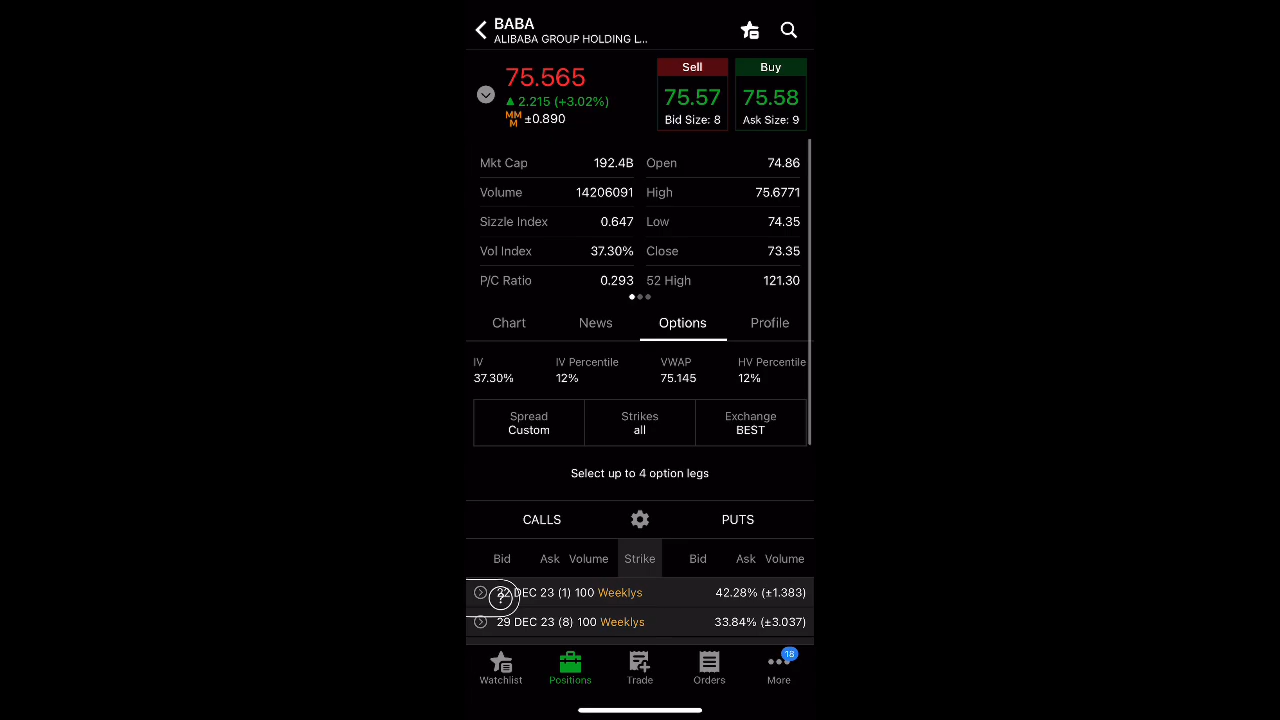 BABA
ALIBABA GROUP HOLDING L...
75.565
2.215 (+3.02%)
MM
M
±0.890
Sell
75.57
Bid Size: 8
Buy
75.58
Ask Size: 9
Mkt Cap 192.4B Open 74.86
Volume 14206091 High 75.6771
Sizzle Index 0.647 Low 74.35
Vol Index 37.30% Close 73.35
P/C Ratio 0.293 52 High 121.30
Chart News Options Profile
IV IV Percentile VWAP HV Percentile
37.30% 12% 75.145 12%
Spread Strikes Exchange
Custom all BEST
Select up to 4 option legs
CALLS PUTS
Bid Ask Volume Strike Bid Ask Volume
DEC 23 (1) 100 Weeklys 42.28% (±1.383)
?
29 DEC 23 (8) 100 Weeklys 33.84% (±3.037)
18
Watchlist Positions Trade Orders More